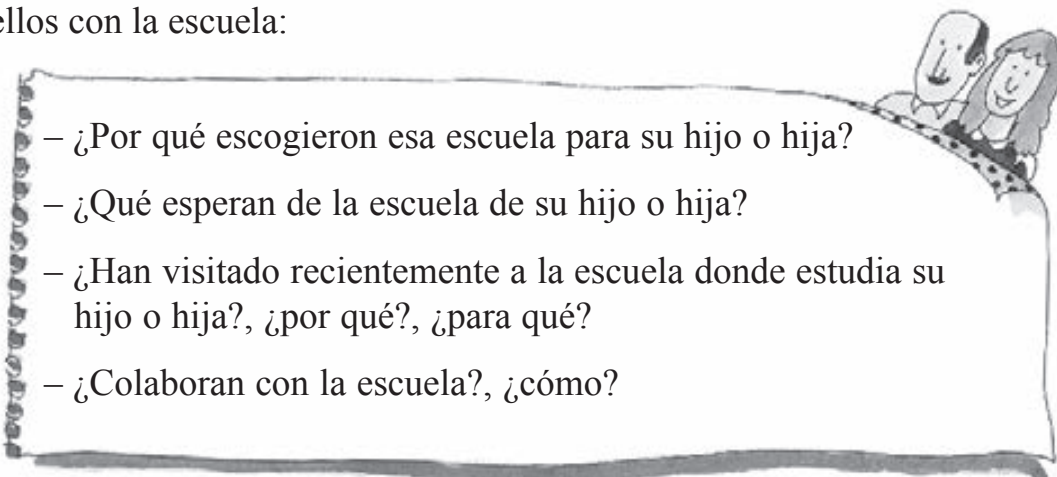 ellos con la escuela:
– ¿Por qué escogieron esa escuela para su hijo o hija?
– ¿Qué esperan de la escuela de su hijo o hija?
– ¿Han visitado recientemente a la escuela donde estudia su
hijo o hija?, ¿por qué?, ¿para qué?
– ¿Colaboran con la escuela?, ¿cómo?